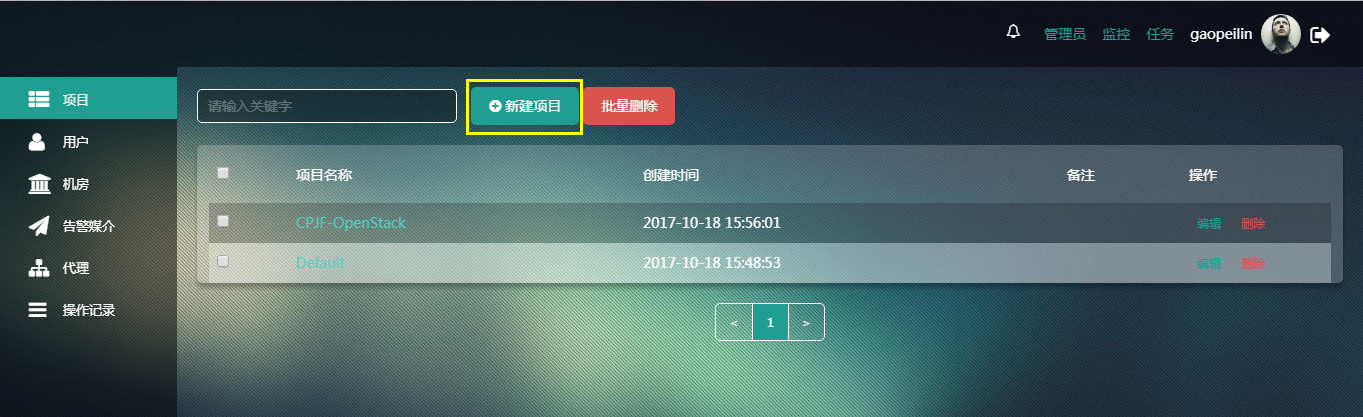 管理员 监控 任务 gaopeilin
项目
用户
机房
告警媒介
代理
操作记录
请输入关键字 新建项目 批量删除
项目名称 创建时间 备注 操作
CPJF-OpenStack 2017-10-18 15:56:01 编辑 删除
Default 2017-10-18 15:48:53 编辑 删除
< 1 >